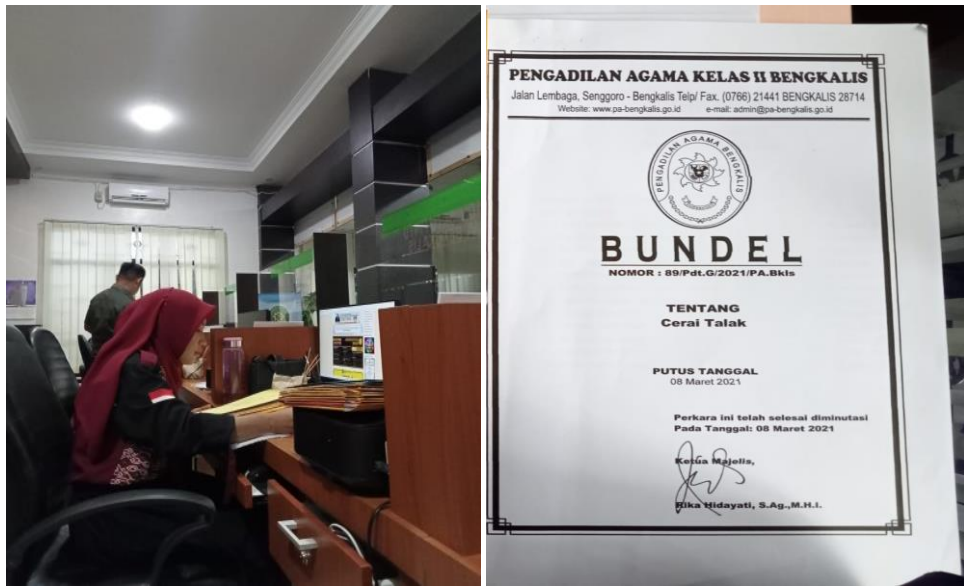 PENGADILAN AGAMA KELAS II BENGKALIS
Jalan Lembaga, Senggoro - Bengkalis Telp/ Fax. (0766) 21441 BENGKALIS 28714
Website: www.pa-bengkalis.go.id e-mail: admin@pa-bengkalis.go.id
PENGADILAN AGAMA BENGKALIS
BUNDEL
NOMOR : 89/Pdt.G/2021/PA.Bkls
TENTANG
Cerai Talak
PUTUS TANGGAL
08 Maret 2021
Perkara ini telah selesai diminutasi
Pada Tanggal: 08 Maret 2021
Ketua Majelis,
Rika Hidayati, S.Ag.,M.H.I.